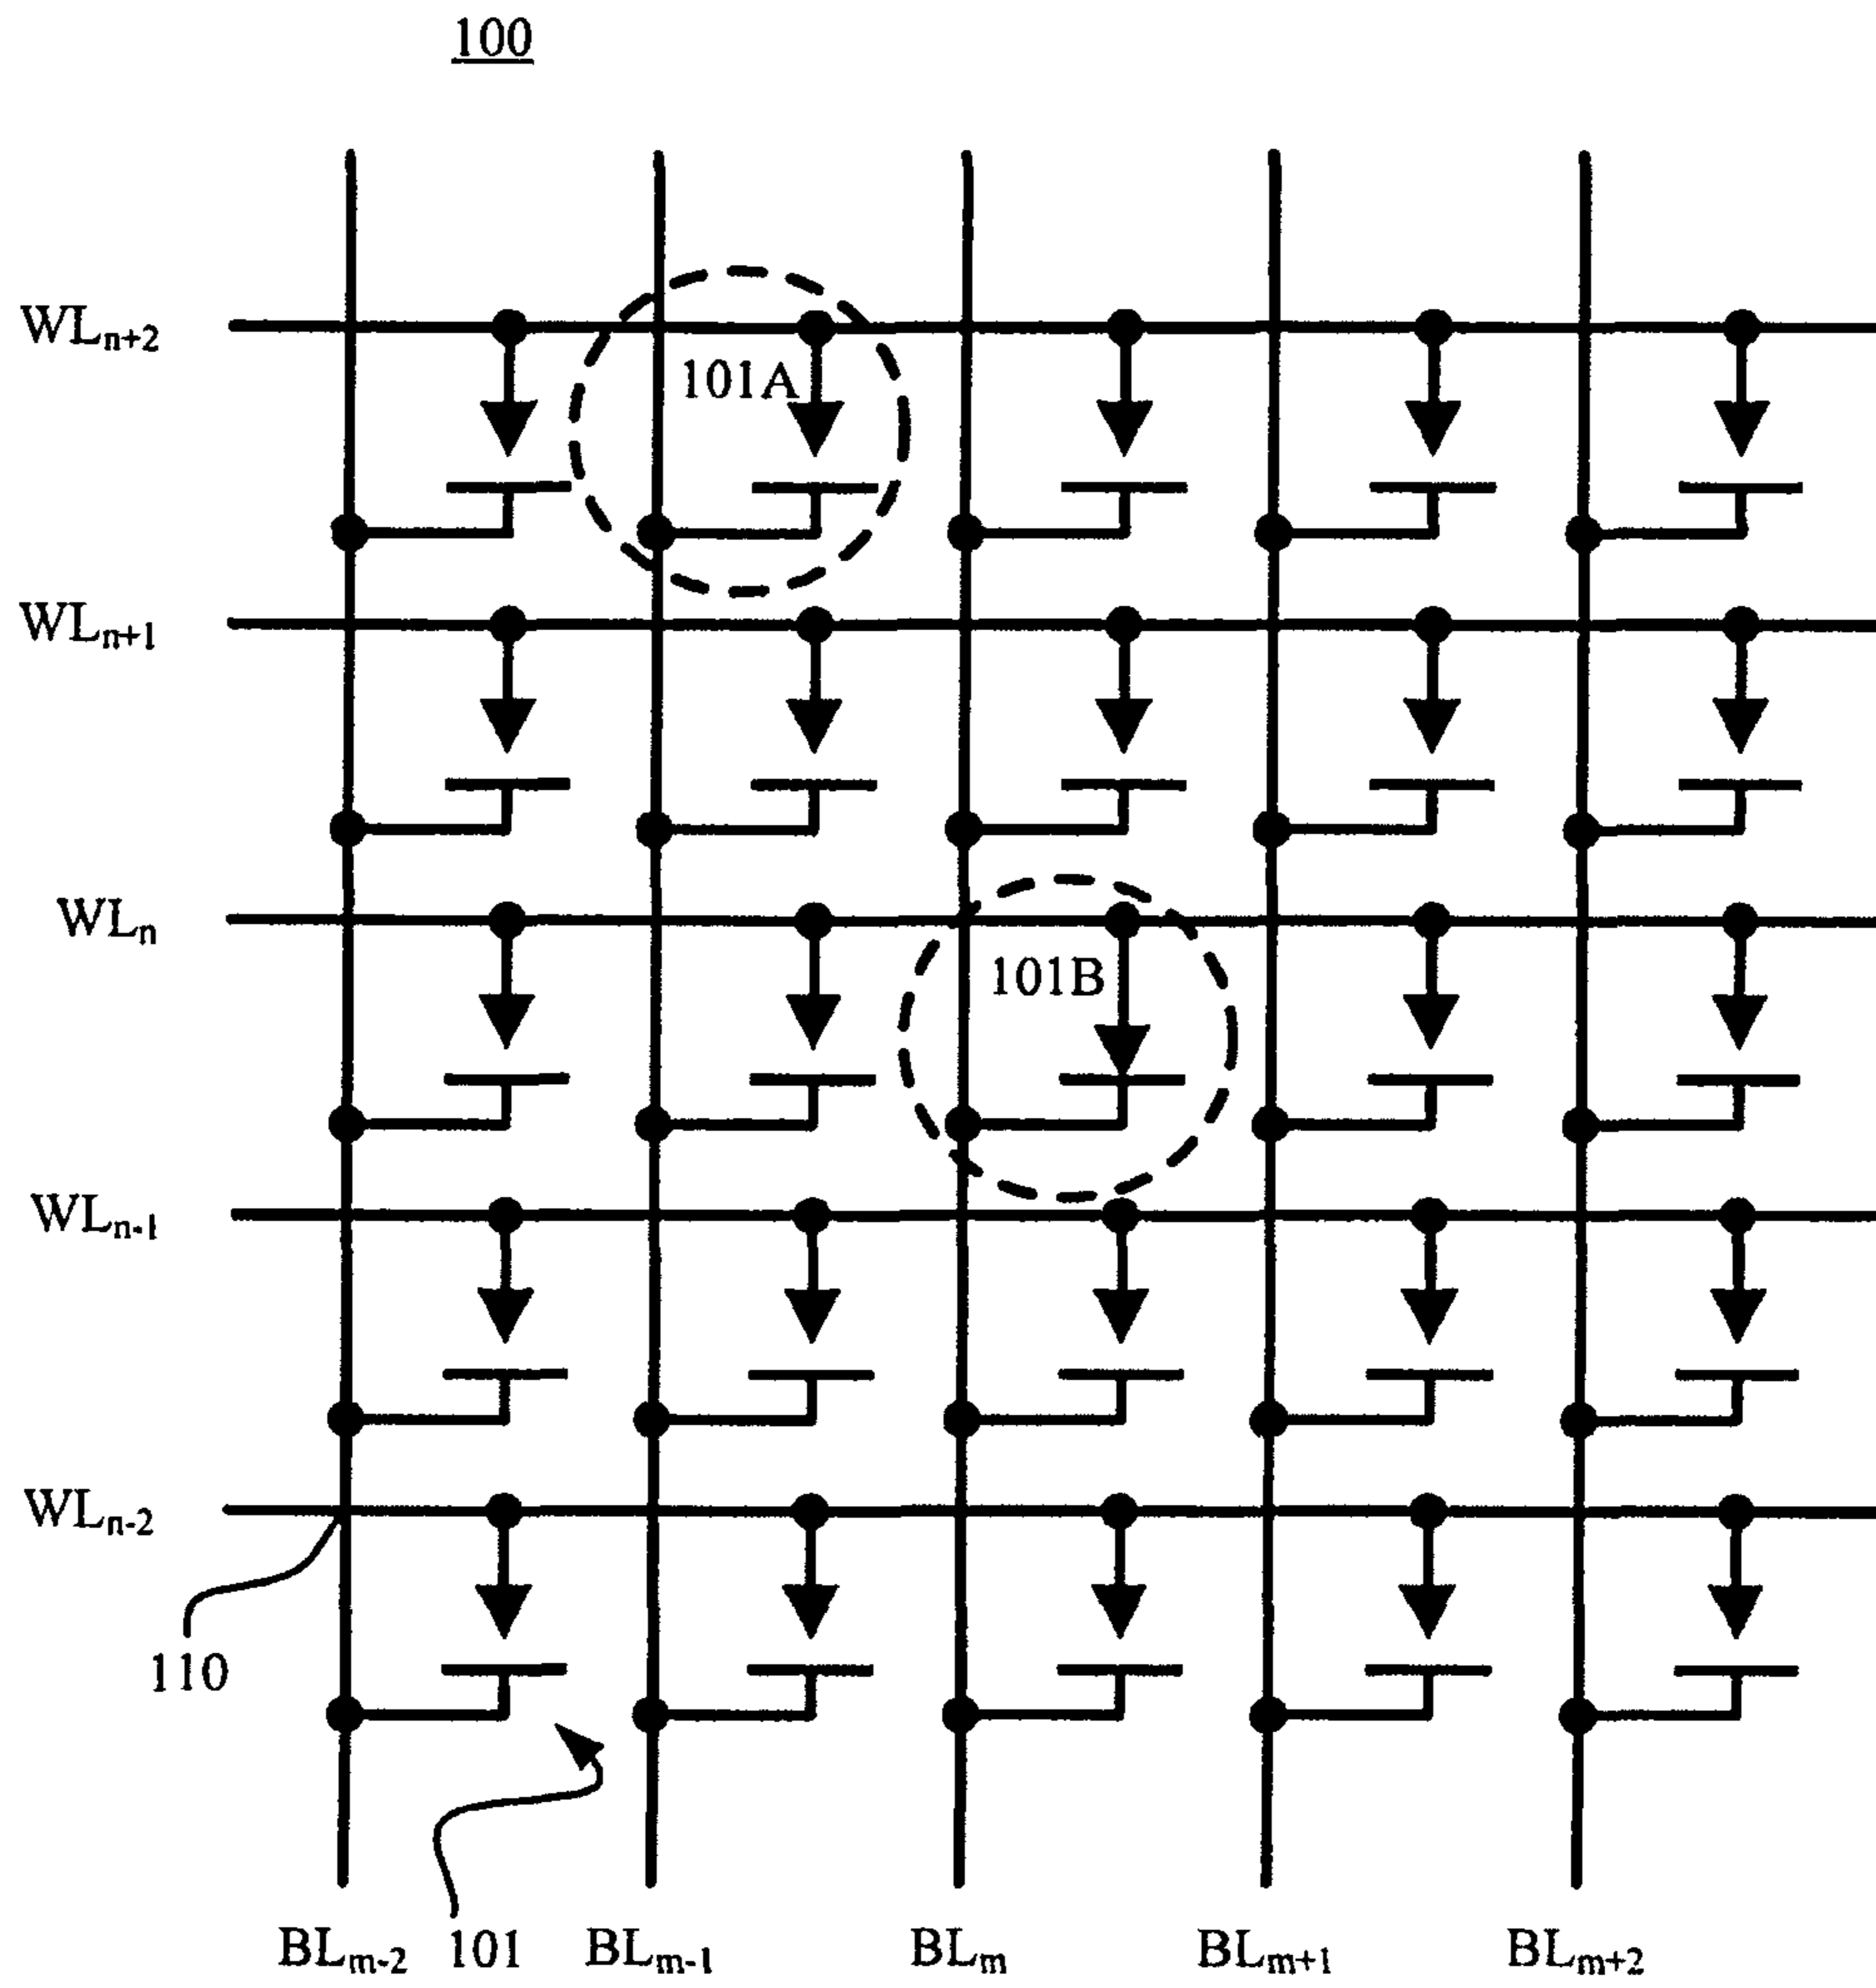 100
WLn+2
101A
WLn+1
WLn
101B
WLn-1
WLn-2
110
BLm-2 101 BLm-1 BLm BLm+1 BLm+2